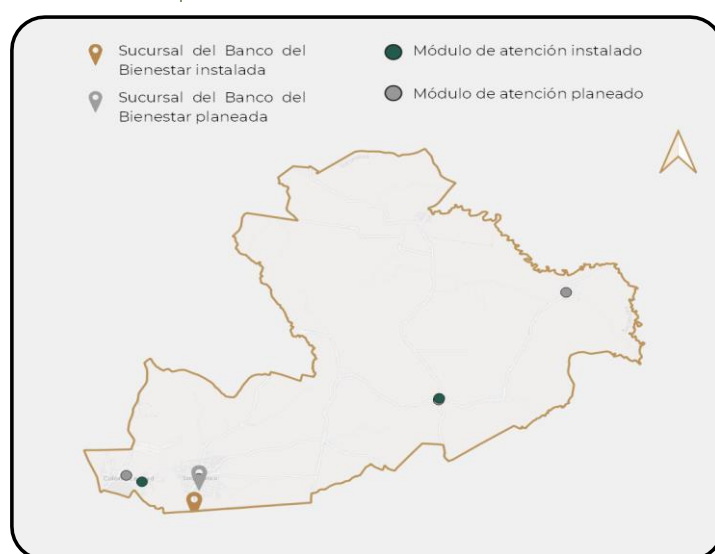 Sucursal del Banco del
Bienestar instalada
Módulo de atención instalado
Sucursal del Banco del
Bienestar planeada
Módulo de atención planeado